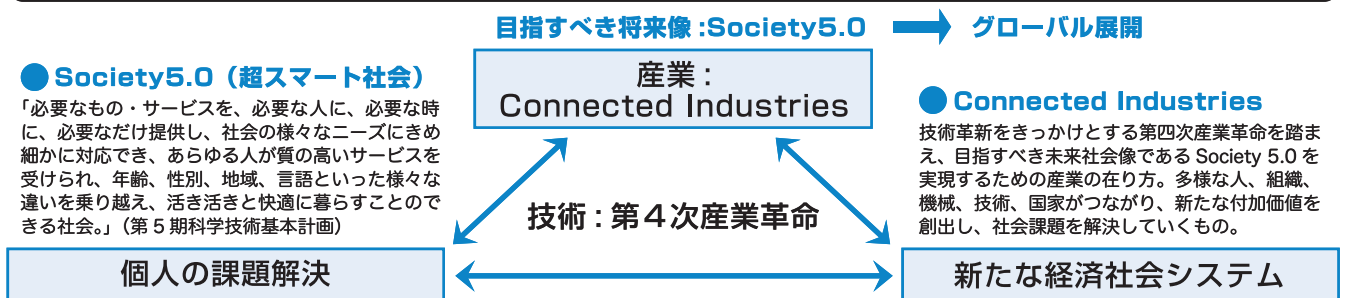 目指すべき将来像:Society5.0 グローバル展開
産業:
Connected Industries
●Society5.0(超スマート社会)
「必要なもの・サービスを、必要な人に、必要な時
に、必要なだけ提供し、社会の様々なニーズにきめ
細かに対応でき、あらゆる人が質の高いサービスを
受けられ、年齢、性別、地域、言語といった様々な
違いを乗り越え、活き活きと快適に暮らすことので
きる社会。」(第5期科学技術基本計画)
●Connected Industries
技術革新をきっかけとする第四次産業革命を踏ま
え、目指すべき未来社会像である Society 5.0 を
実現するための産業の在り方。多様な人、組織、
機械、技術、国家がつながり、新たな付加価値を
創出し、社会課題を解決していくもの。
技術:第4次産業革命
個人の課題解決
新たな経済社会システム